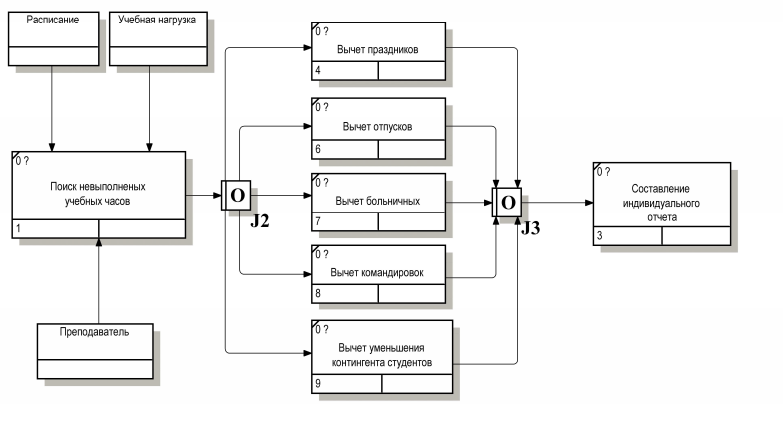 Расписание
Учебная нагрузка
0 ?
Поиск невыполненых
учебных часов
1
Преподаватель
O
J2
0 ?
Вычет праздников
4
0 ?
Вычет отпусков
6
0 ?
Вычет больничных
7
0 ?
Вычет командировок
8
0 ?
Вычет уменьшения
контингента студентов
9
O
J3
0 ?
Составление
индивидуального
отчета
3